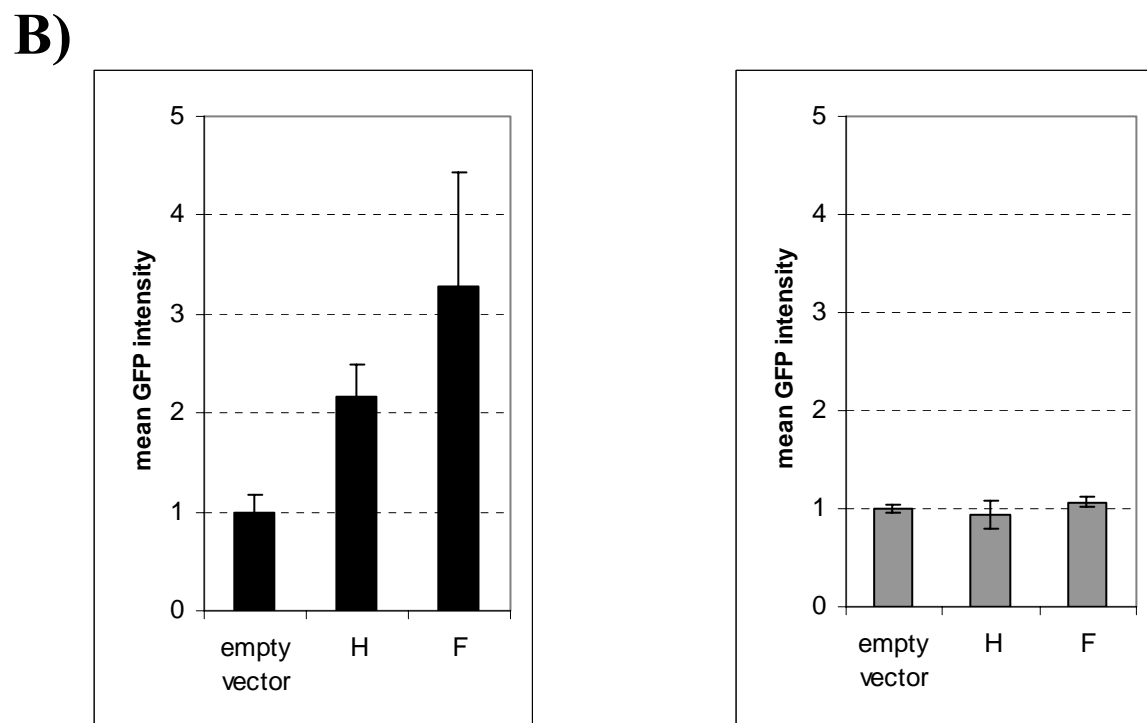 B)
mean GFP intensity
5
4
3
2
1
0
empty
vector
H
F
mean GFP intensity
5
4
3
2
1
0
empty
vector
H
F